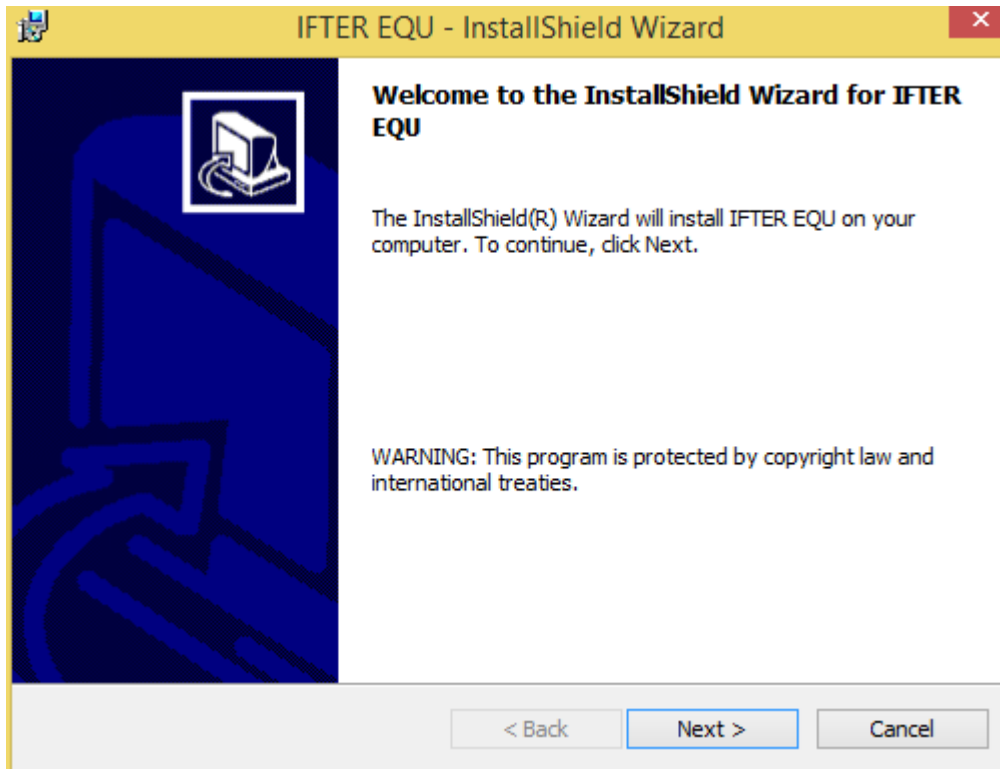 IFTER EQU - InstallShield Wizard
Welcome to the InstallShield Wizard for IFTER
EQU
The InstallShield(R) Wizard will install IFTER EQU on your
computer. To continue, click Next.
WARNING: This program is protected by copyright law and
international treaties.
< Back
Next >
Cancel